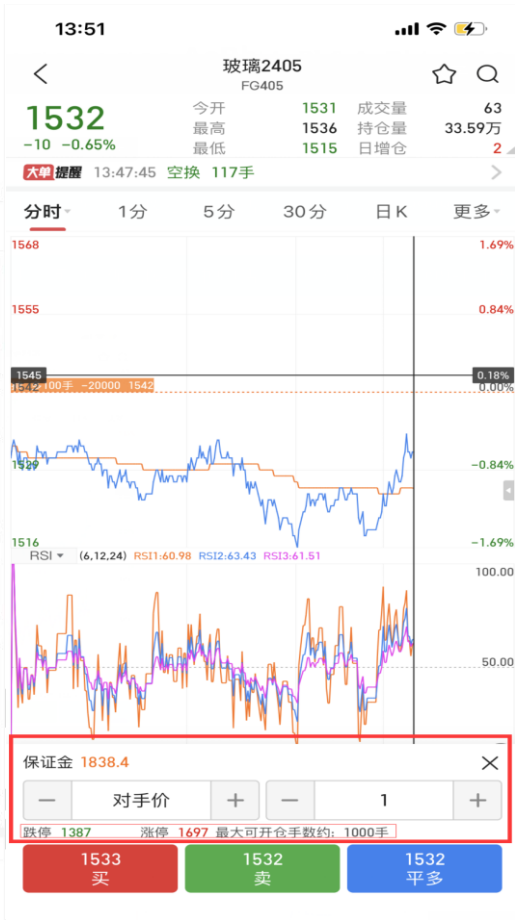 13:51
玻璃2405
FG405
1532
-10 -0.65%
今开 1531 成交量 63
最高 1536 持仓量 33.59万
最低 1515 日增仓 2
大单提醒 13:47:45 空换 117手
分时 1分 5分 30分 日K 更多
1568 1.69%
1555 0.84%
1545 0.18%
1542 100手 -20000 1542 0.00%
1529 -0.84%
1516 -1.69%
RSI (6,12,24) RSI1:60.98 RSI2:63.43 RSI3:61.51
100.00
50.00
保证金 1838.4
对手价 1
跌停 1387 涨停 1697 最大可开仓手数约: 1000手
1533 1532 1532
买 卖 平多